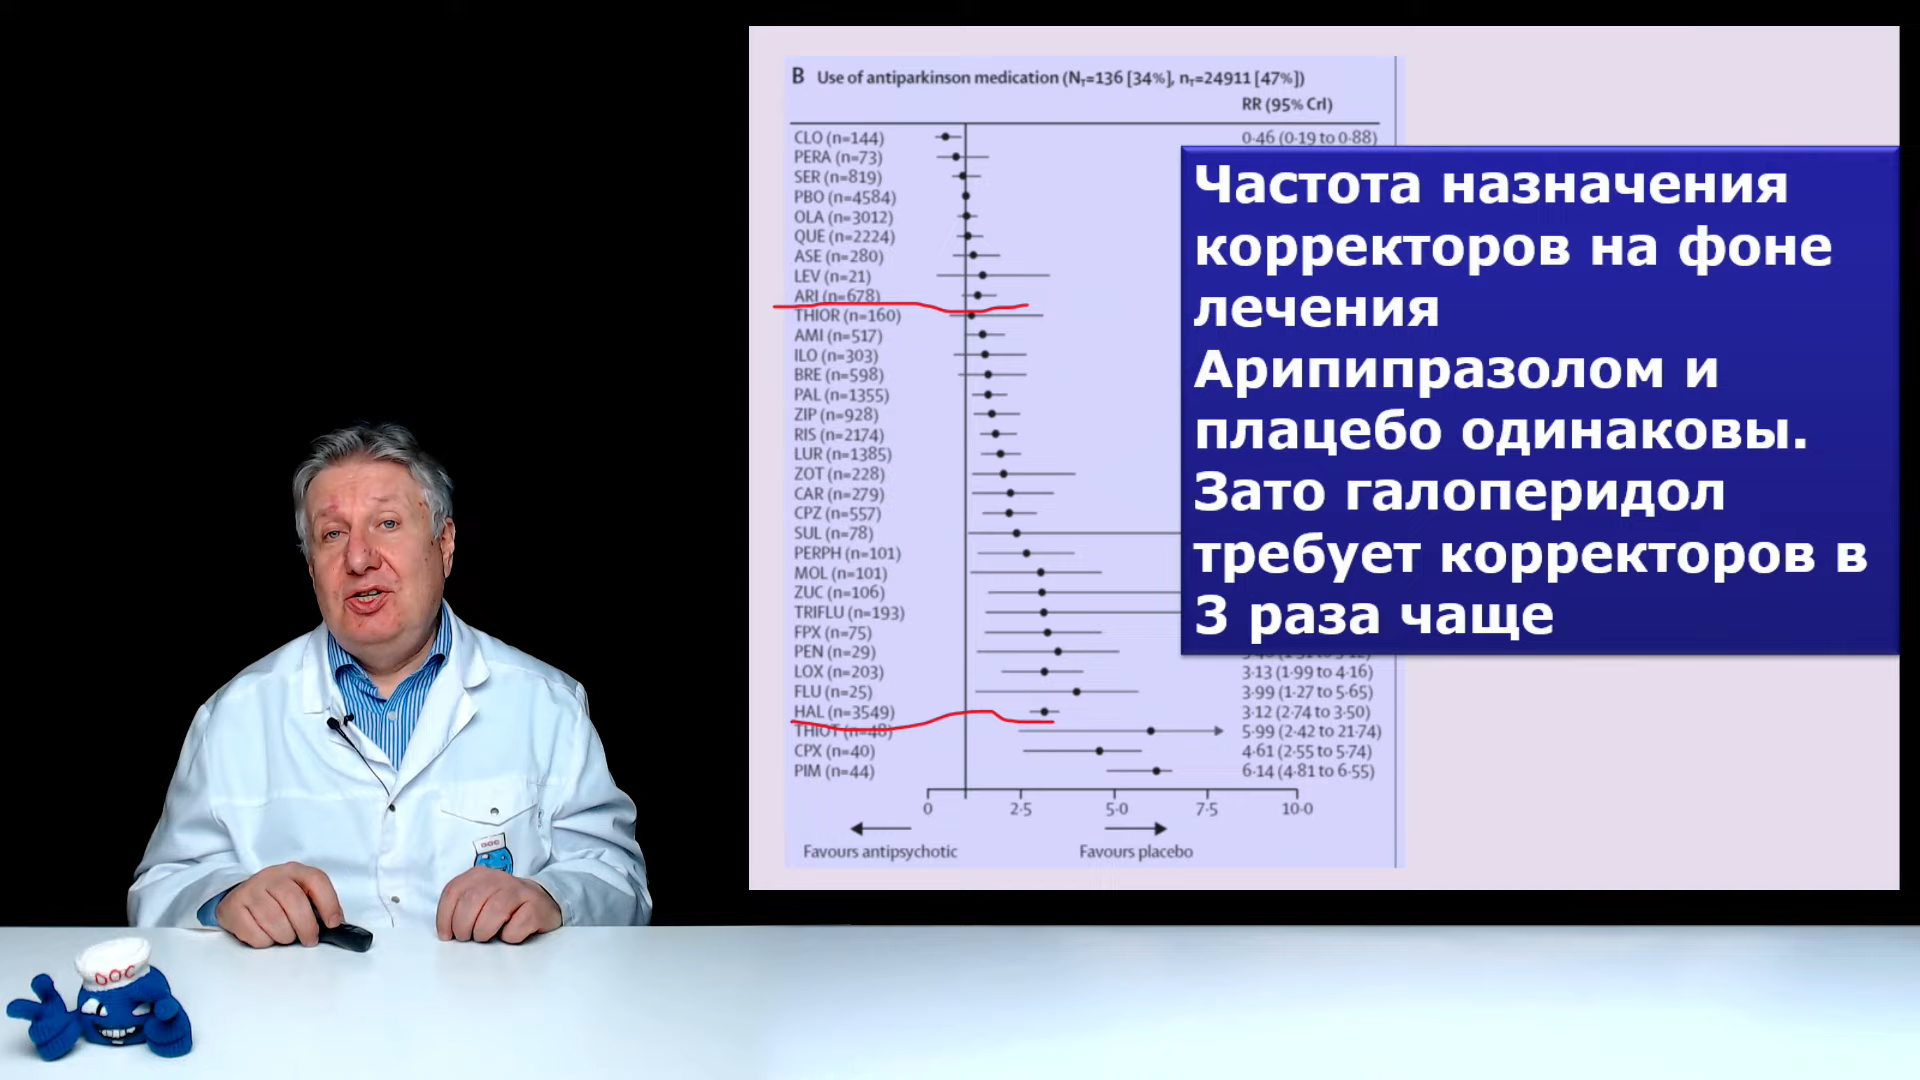 B Use of antiparkinson medication (N_T=136 [34%], n_T=24911 [47%])
RR (95% CrI)
CLO (n=144) 0·46 (0·19 to 0·88)
PERA (n=73)
SER (n=819)
PBO (n=4584)
OLA (n=3012)
QUE (n=2224)
ASE (n=280)
LEV (n=21)
ARI (n=678)
THIOR (n=160)
AMI (n=517)
ILO (n=303)
BRE (n=598)
PAL (n=1355)
ZIP (n=928)
RIS (n=2174)
LUR (n=1385)
ZOT (n=228)
CAR (n=279)
CPZ (n=557)
SUL (n=78)
PERPH (n=101)
MOL (n=101)
ZUC (n=106)
TRIFLU (n=193)
FPX (n=75)
PEN (n=29)
LOX (n=203) 3·13 (1·99 to 4·16)
FLU (n=25) 3·99 (1·27 to 5·65)
HAL (n=3549) 3·12 (2·74 to 3·50)
THIOT (n=48) 5·99 (2·42 to 21·74)
CPX (n=40) 4·61 (2·55 to 5·74)
PIM (n=44) 6·14 (4·81 to 6·55)
0 2·5 5·0 7·5 10·0
Favours antipsychotic Favours placebo
Частота назначения
корректоров на фоне
лечения
Арипипразолом и
плацебо одинаковы.
Зато галоперидол
требует корректоров в
3 раза чаще
DOC
DOC